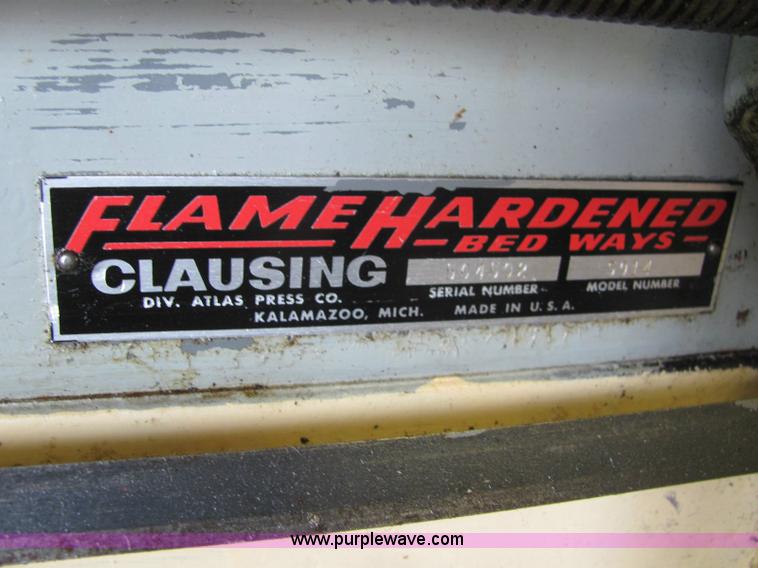 FLAME HARDENED
BED WAYS
CLAUSING
DIV. ATLAS PRESS CO.
SERIAL NUMBER
MODEL NUMBER
KALAMAZOO, MICH.
MADE IN U. S. A.
www.purplewave.com